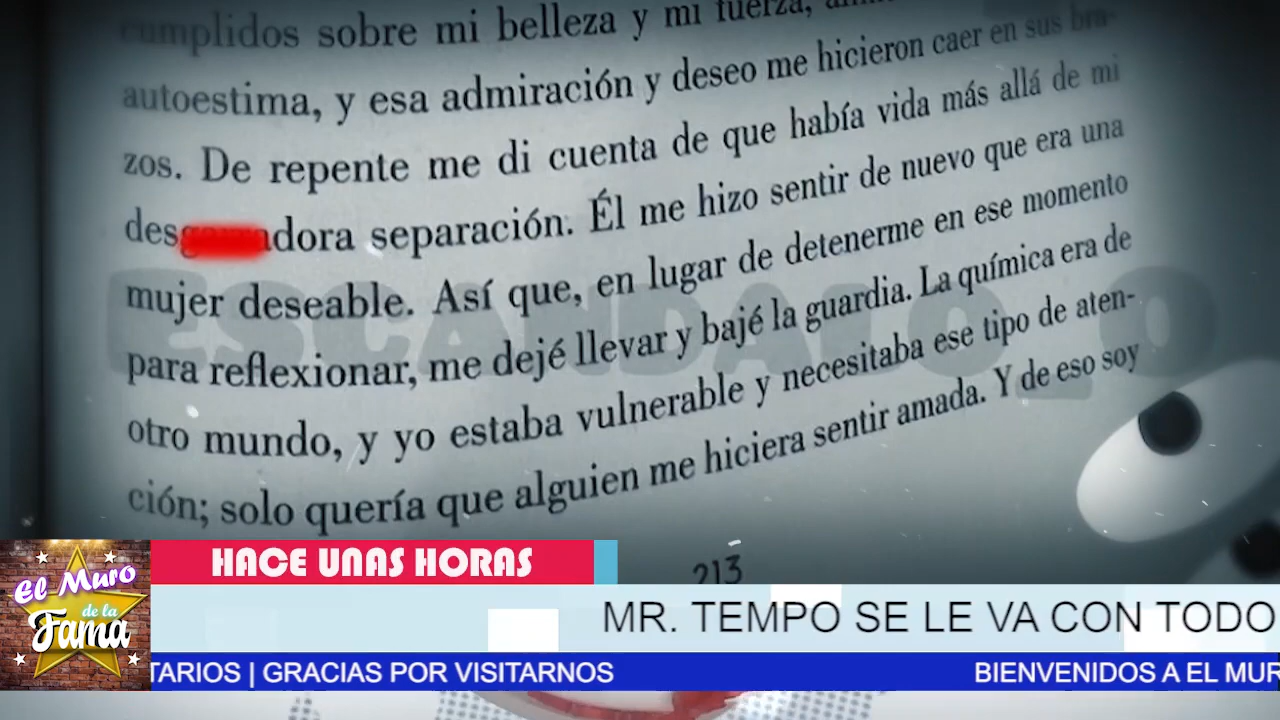 cumplidos sobre mi belleza y mi fuerza,
autoestima, y esa admiración y deseo me hicieron caer en sus bra-
zos. De repente me di cuenta de que había vida más allá de mi
des dora separación. Él me hizo sentir de nuevo que era una
mujer deseable. Así que, en lugar de detenerme en ese momento
para reflexionar, me dejé llevar y bajé la guardia. La química era de
otro mundo, y yo estaba vulnerable y necesitaba ese tipo de aten-
ción; solo quería que alguien me hiciera sentir amada. Y de eso soy
213
HACE UNAS HORAS
El Muro
de la
Fama
MR. TEMPO SE LE VA CON TODO
TARIOS | GRACIAS POR VISITARNOS
BIENVENIDOS A EL MUR